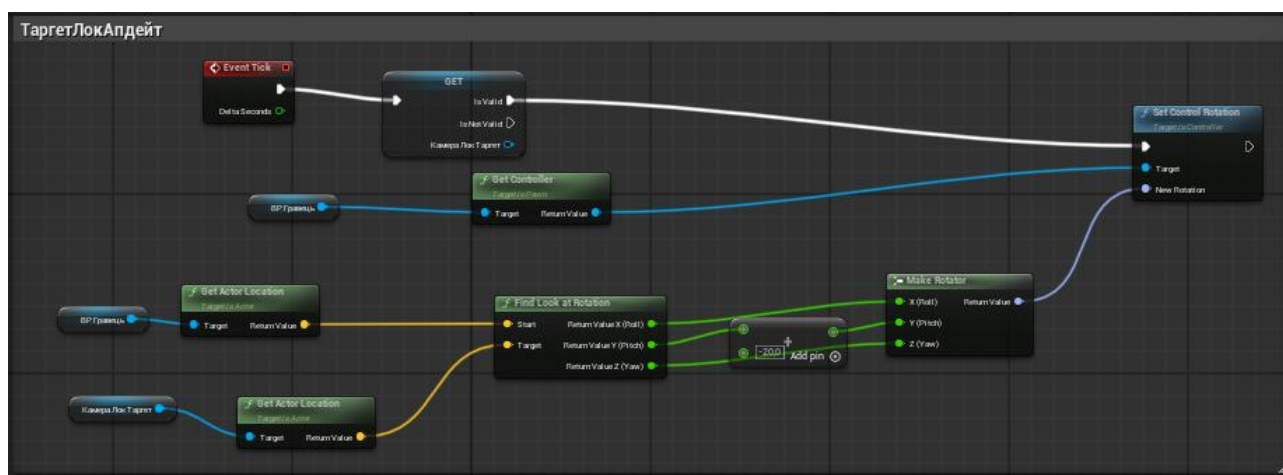 ТаргетЛокАпдейт
Event Tick
Delta Seconds
GET
Is Valid
Is Not Valid
Камера Лок Таргет
Set Control Rotation
Target is Controller
Target
New Rotation
Get Controller
Target is Pawn
BP Гравець
Target Return Value
Get Actor Location
Target is Actor
BP Гравець
Target Return Value
Find Look at Rotation
Start Return Value X (Roll)
Target Return Value Y (Pitch)
Return Value Z (Yaw)
-20,0
+
Add pin
Make Rotator
X (Roll) Return Value
Y (Pitch)
Z (Yaw)
Камера Лок Таргет
Get Actor Location
Target is Actor
Target Return Value